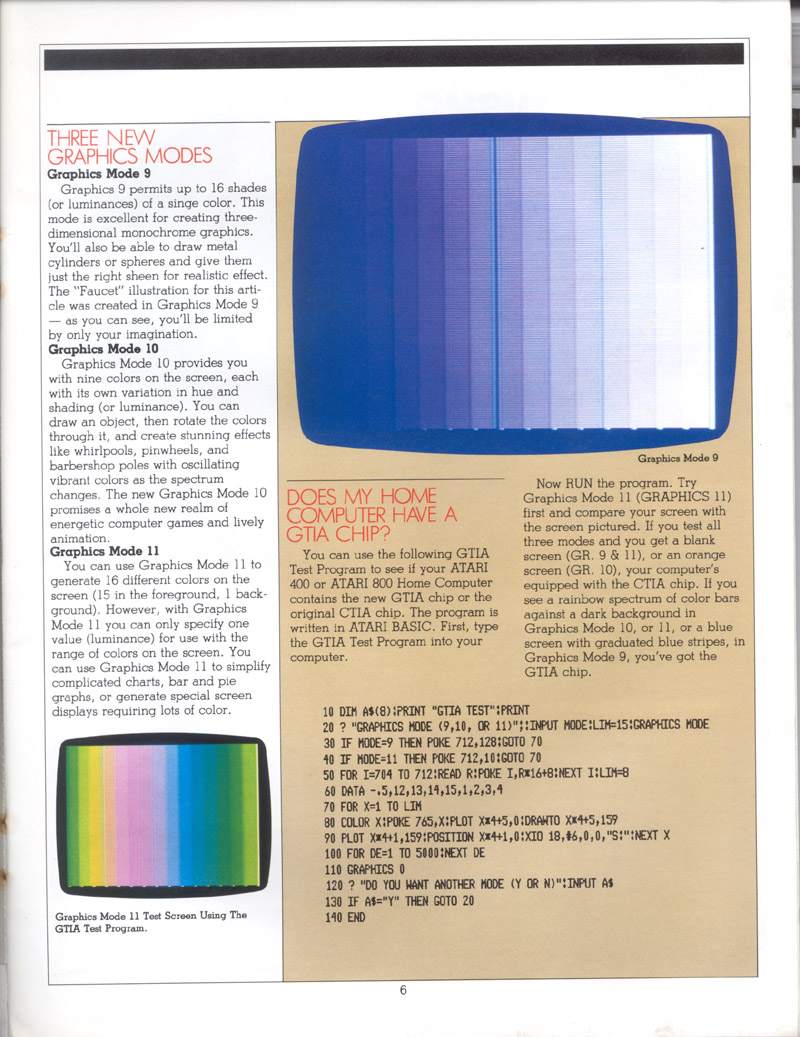 THREE NEW
GRAPHICS MODES
Graphics Mode 9
Graphics 9 permits up to 16 shades
(or luminances) of a singe color. This
mode is excellent for creating three-
dimensional monochrome graphics.
You'll also be able to draw metal
cylinders or spheres and give them
just the right sheen for realistic effect.
The "Faucet" illustration for this arti-
cle was created in Graphics Mode 9
— as you can see, you'll be limited
by only your imagination.
Graphics Mode 10
Graphics Mode 10 provides you
with nine colors on the screen, each
with its own variation in hue and
shading (or luminance). You can
draw an object, then rotate the colors
through it, and create stunning effects
like whirlpools, pinwheels, and
barbershop poles with oscillating
vibrant colors as the spectrum
changes. The new Graphics Mode 10
promises a whole new realm of
energetic computer games and lively
animation.
Graphics Mode 11
You can use Graphics Mode 11 to
generate 16 different colors on the
screen (15 in the foreground, 1 back-
ground). However, with Graphics
Mode 11 you can only specify one
value (luminance) for use with the
range of colors on the screen. You
can use Graphics Mode 11 to simplify
complicated charts, bar and pie
graphs, or generate special screen
displays requiring lots of color.
Graphics Mode 11 Test Screen Using The
GTIA Test Program.
Graphics Mode 9
DOES MY HOME
COMPUTER HAVE A
GTIA CHIP?
You can use the following GTIA
Test Program to see if your ATARI
400 or ATARI 800 Home Computer
contains the new GTIA chip or the
original CTIA chip. The program is
written in ATARI BASIC. First, type
the GTIA Test Program into your
computer.
Now RUN the program. Try
Graphics Mode 11 (GRAPHICS 11)
first and compare your screen with
the screen pictured. If you test all
three modes and you get a blank
screen (GR. 9 & 11), or an orange
screen (GR. 10), your computer's
equipped with the CTIA chip. If you
see a rainbow spectrum of color bars
against a dark background in
Graphics Mode 10, or 11, or a blue
screen with graduated blue stripes, in
Graphics Mode 9, you've got the
GTIA chip.
10 DIM A$(8):PRINT "GTIA TEST":PRINT
20 ? "GRAPHICS MODE (9,10, OR 11)";:INPUT MODE:LIM=15:GRAPHICS MODE
30 IF MODE=9 THEN POKE 712,128:GOTO 70
40 IF MODE=11 THEN POKE 712,10:GOTO 70
50 FOR I=704 TO 712:READ R:POKE I,R*16+8:NEXT I:LIM=8
60 DATA -.5,12,13,14,15,1,2,3,4
70 FOR X=1 TO LIM
80 COLOR X:POKE 765,X:PLOT X*4+5,0:DRAWTO X*4+5,159
90 PLOT X*4+1,159:POSITION X*4+1,0:XIO 18,#6,0,0,"S:":NEXT X
100 FOR DE=1 TO 5000:NEXT DE
110 GRAPHICS 0
120 ? "DO YOU WANT ANOTHER MODE (Y OR N)":INPUT A$
130 IF A$="Y" THEN GOTO 20
140 END
6